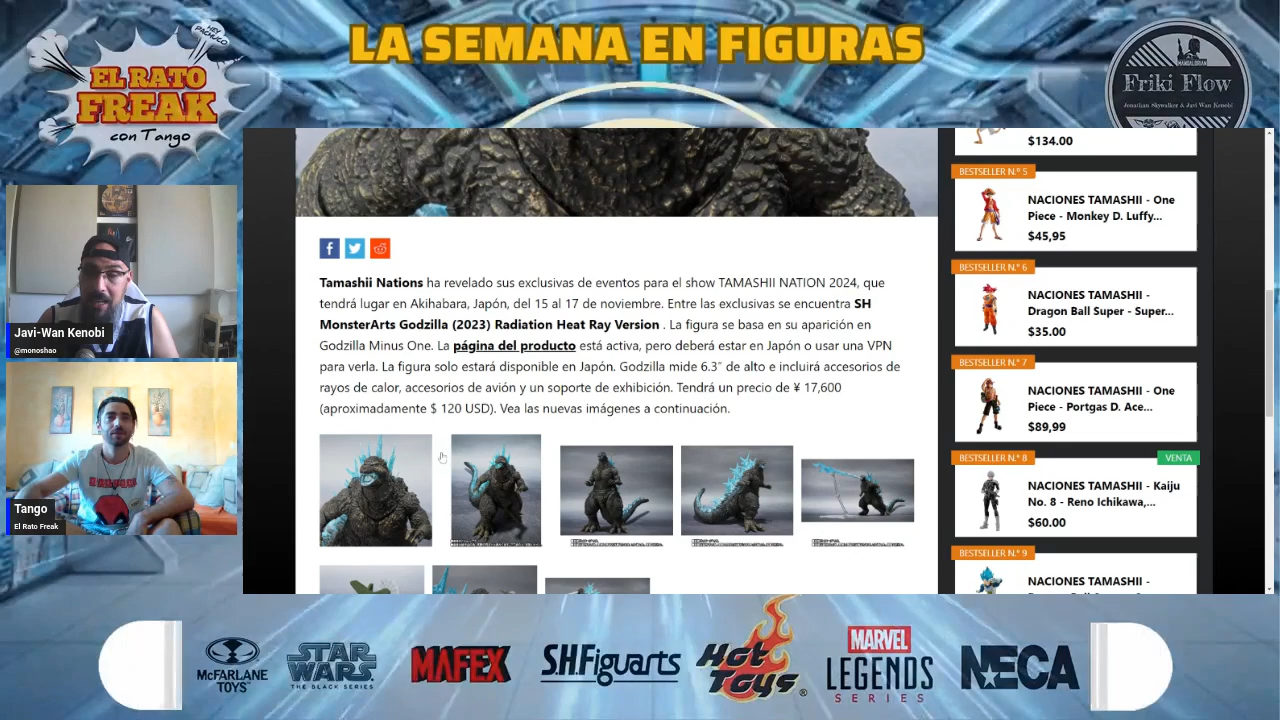 LA SEMANA EN FIGURAS
HEY PACHUCO
EL RATO
FREAK
con Tango
MANDALORIAN
Friki Flow
Jonathan Skywalker & Javi Wan Kenobi
Javi-Wan Kenobi
@monoshao
Tango
El Rato Freak
Tamashii Nations ha revelado sus exclusivas de eventos para el show TAMASHII NATION 2024, que
tendrá lugar en Akihabara, Japón, del 15 al 17 de noviembre. Entre las exclusivas se encuentra SH
MonsterArts Godzilla (2023) Radiation Heat Ray Version . La figura se basa en su aparición en
Godzilla Minus One. La página del producto está activa, pero deberá estar en Japón o usar una VPN
para verla. La figura solo estará disponible en Japón. Godzilla mide 6.3″ de alto e incluirá accesorios de
rayos de calor, accesorios de avión y un soporte de exhibición. Tendrá un precio de ¥ 17,600
(aproximadamente $ 120 USD). Vea las nuevas imágenes a continuación.
$134.00
BESTSELLER N.º 5
NACIONES TAMASHII - One
Piece - Monkey D. Luffy...
$45,95
BESTSELLER N.º 6
NACIONES TAMASHII -
Dragon Ball Super - Super...
$35.00
BESTSELLER N.º 7
NACIONES TAMASHII - One
Piece - Portgas D. Ace...
$89,99
BESTSELLER N.º 8
VENTA
NACIONES TAMASHII - Kaiju
No. 8 - Reno Ichikawa,...
$60.00
BESTSELLER N.º 9
NACIONES TAMASHII -
McFARLANE
TOYS
STAR
WARS
THE BLACK SERIES
MAFEX
S.H.Figuarts
Hot
Toys
MARVEL
LEGENDS
SERIES
NECA